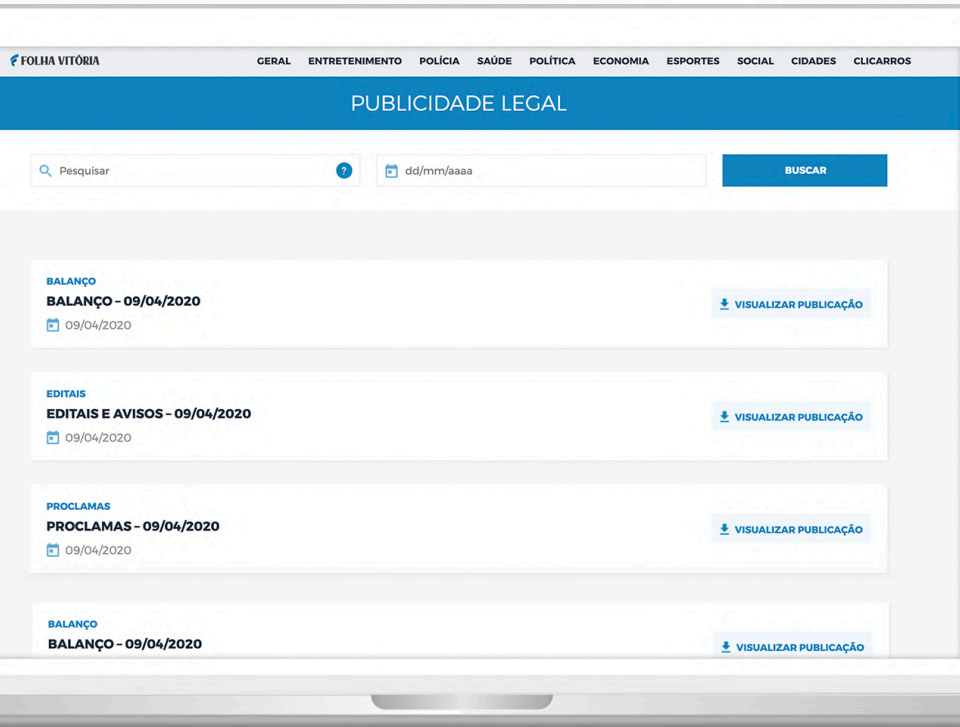 FOLHA VITÓRIA
GERAL ENTRETENIMENTO POLÍCIA SAÚDE POLÍTICA ECONOMIA ESPORTES SOCIAL CIDADES CLICARROS
PUBLICIDADE LEGAL
Pesquisar ? dd/mm/aaaa BUSCAR
BALANÇO
BALANÇO – 09/04/2020
09/04/2020
VISUALIZAR PUBLICAÇÃO
EDITAIS
EDITAIS E AVISOS – 09/04/2020
09/04/2020
VISUALIZAR PUBLICAÇÃO
PROCLAMAS
PROCLAMAS – 09/04/2020
09/04/2020
VISUALIZAR PUBLICAÇÃO
BALANÇO
BALANÇO – 09/04/2020
VISUALIZAR PUBLICAÇÃO